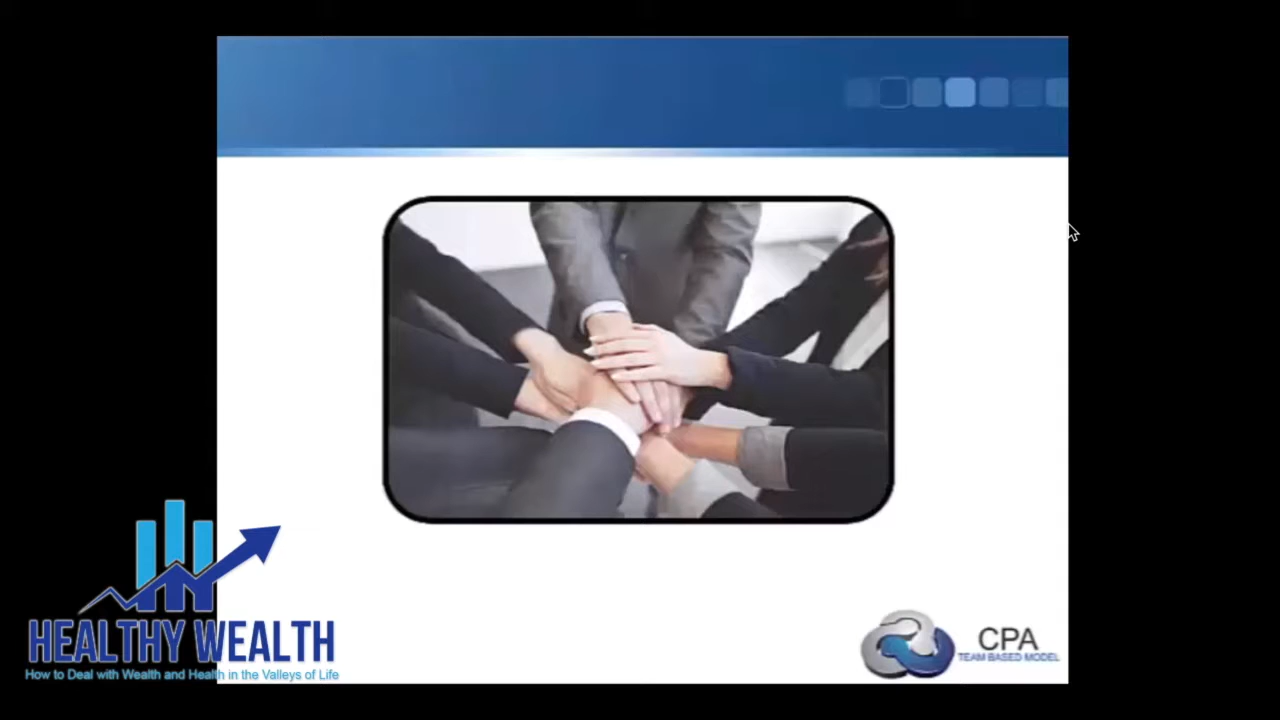 HEALTHY WEALTH
How to Deal with Wealth and Health in the Valleys of Life
CPA
TEAM BASED MODEL